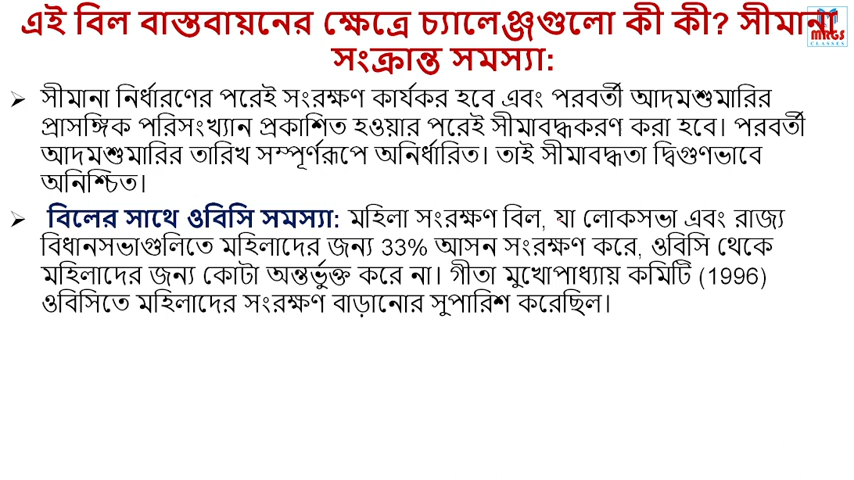 এই বিল বাস্তবায়নের ক্ষেত্রে চ্যালেঞ্জগুলো কী কী? সীমানা
সংক্রান্ত সমস্যা:
➢ সীমানা নির্ধারণের পরেই সংরক্ষণ কার্যকর হবে এবং পরবর্তী আদমশুমারির
প্রাসঙ্গিক পরিসংখ্যান প্রকাশিত হওয়ার পরেই সীমাবদ্ধকরণ করা হবে। পরবর্তী
আদমশুমারির তারিখ সম্পূর্ণরূপে অনির্ধারিত। তাই সীমাবদ্ধতা দ্বিগুণভাবে
অনিশ্চিত।
➢ বিলের সাথে ওবিসি সমস্যা: মহিলা সংরক্ষণ বিল, যা লোকসভা এবং রাজ্য
বিধানসভাগুলিতে মহিলাদের জন্য 33% আসন সংরক্ষণ করে, ওবিসি থেকে
মহিলাদের জন্য কোটা অন্তর্ভুক্ত করে না। গীতা মুখোপাধ্যায় কমিটি (1996)
ওবিসিতে মহিলাদের সংরক্ষণ বাড়ানোর সুপারিশ করেছিল।
MRGS
CLASSES